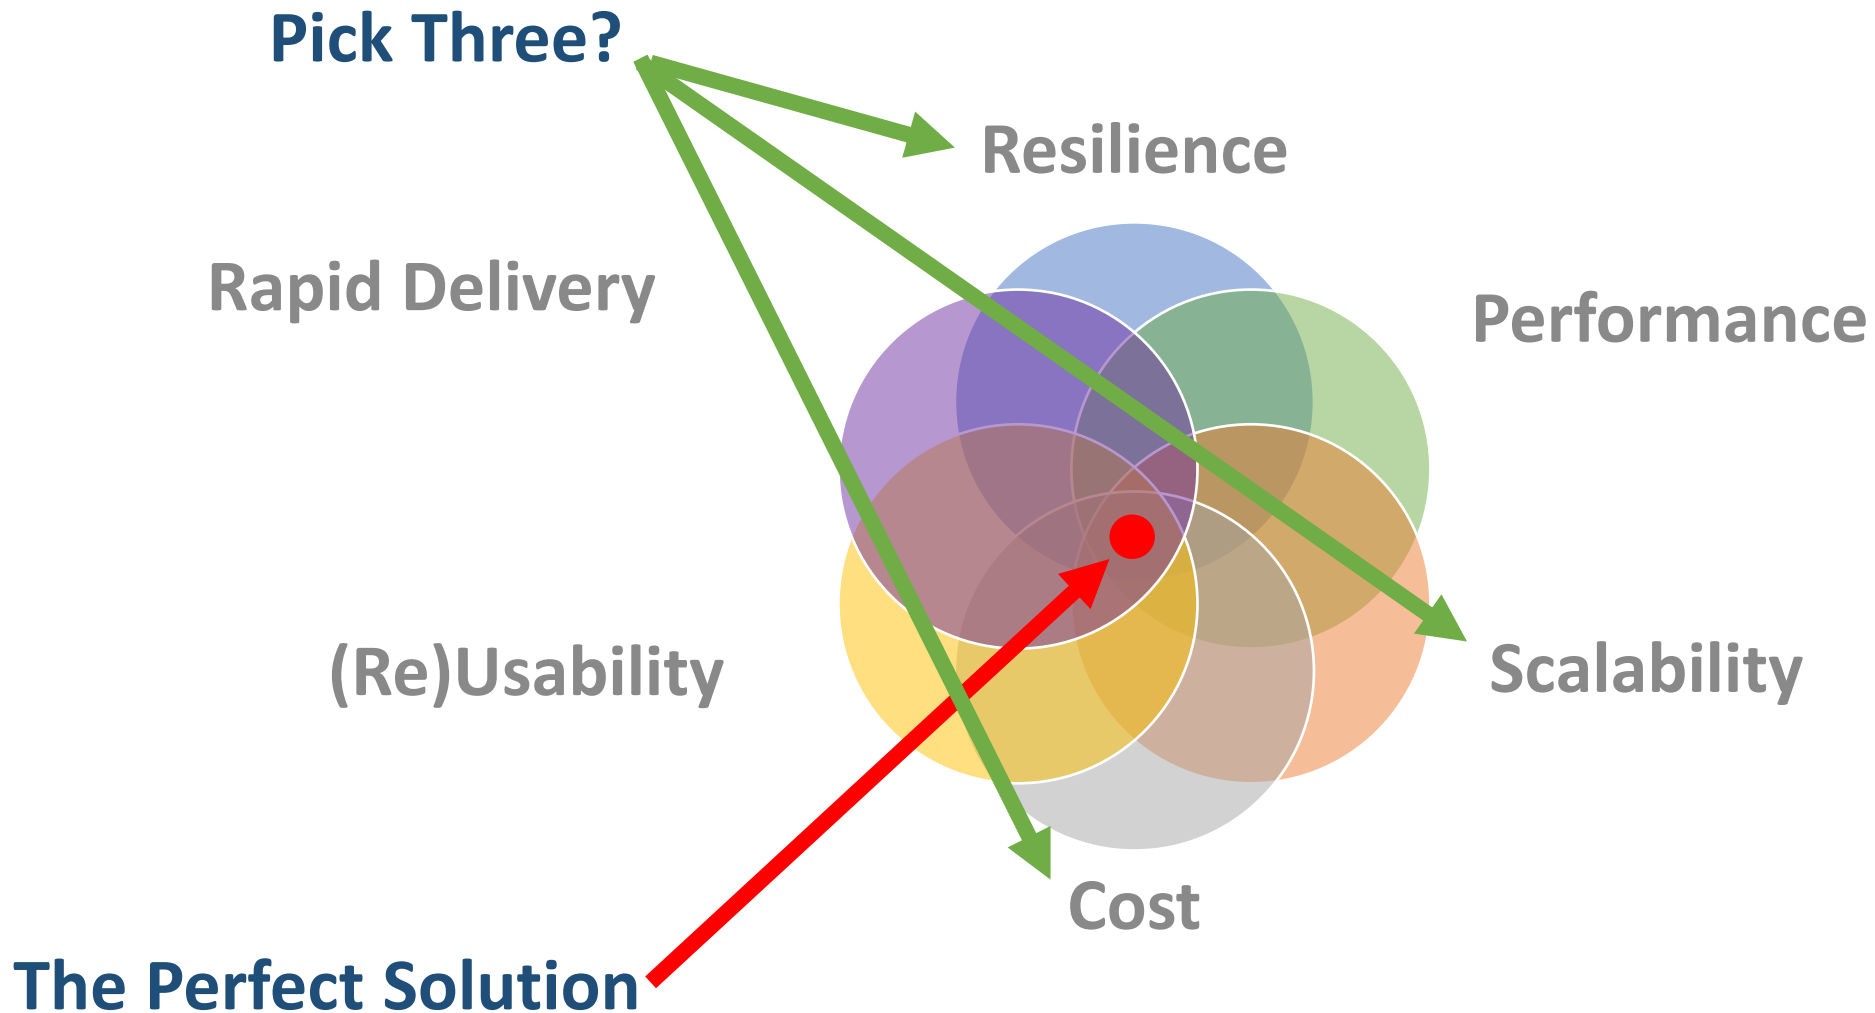 Pick Three?
Resilience
Rapid Delivery
Performance
(Re)Usability
Scalability
Cost
The Perfect Solution